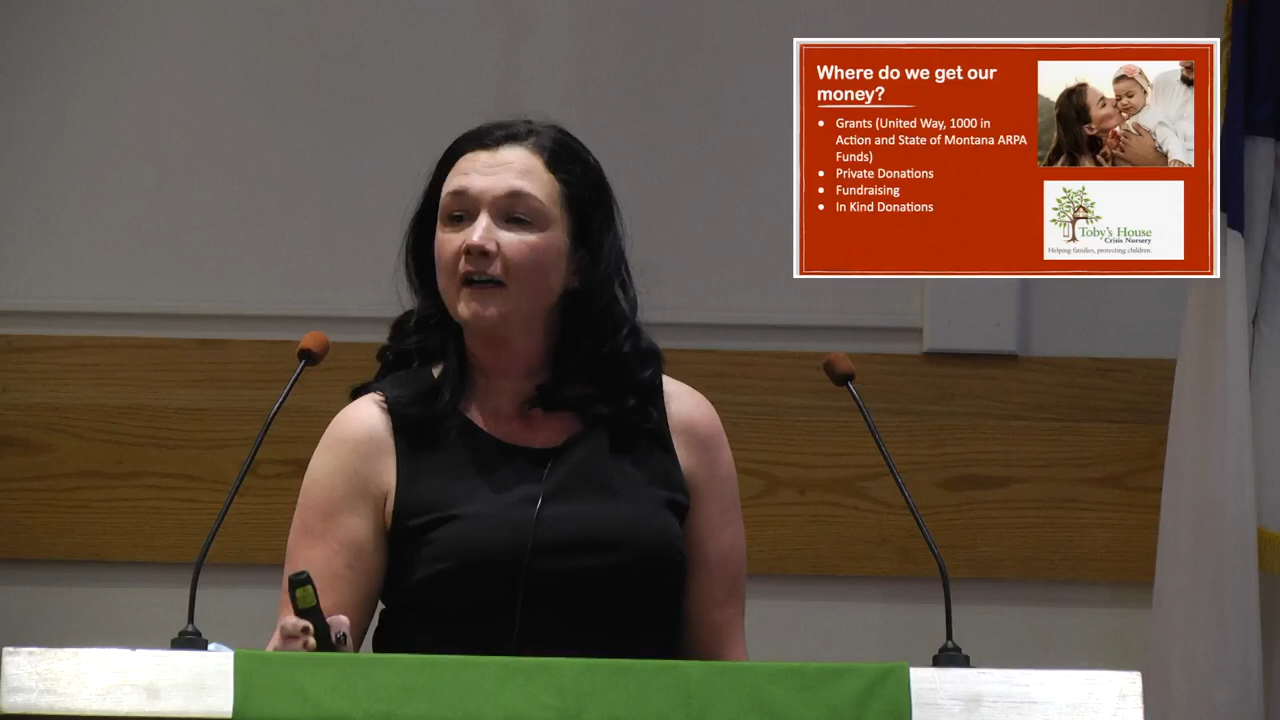 Where do we get our
money?
● Grants (United Way, 1000 in
Action and State of Montana ARPA
Funds)
● Private Donations
● Fundraising
● In Kind Donations
Toby's House
Crisis Nursery
Helping families, protecting children.